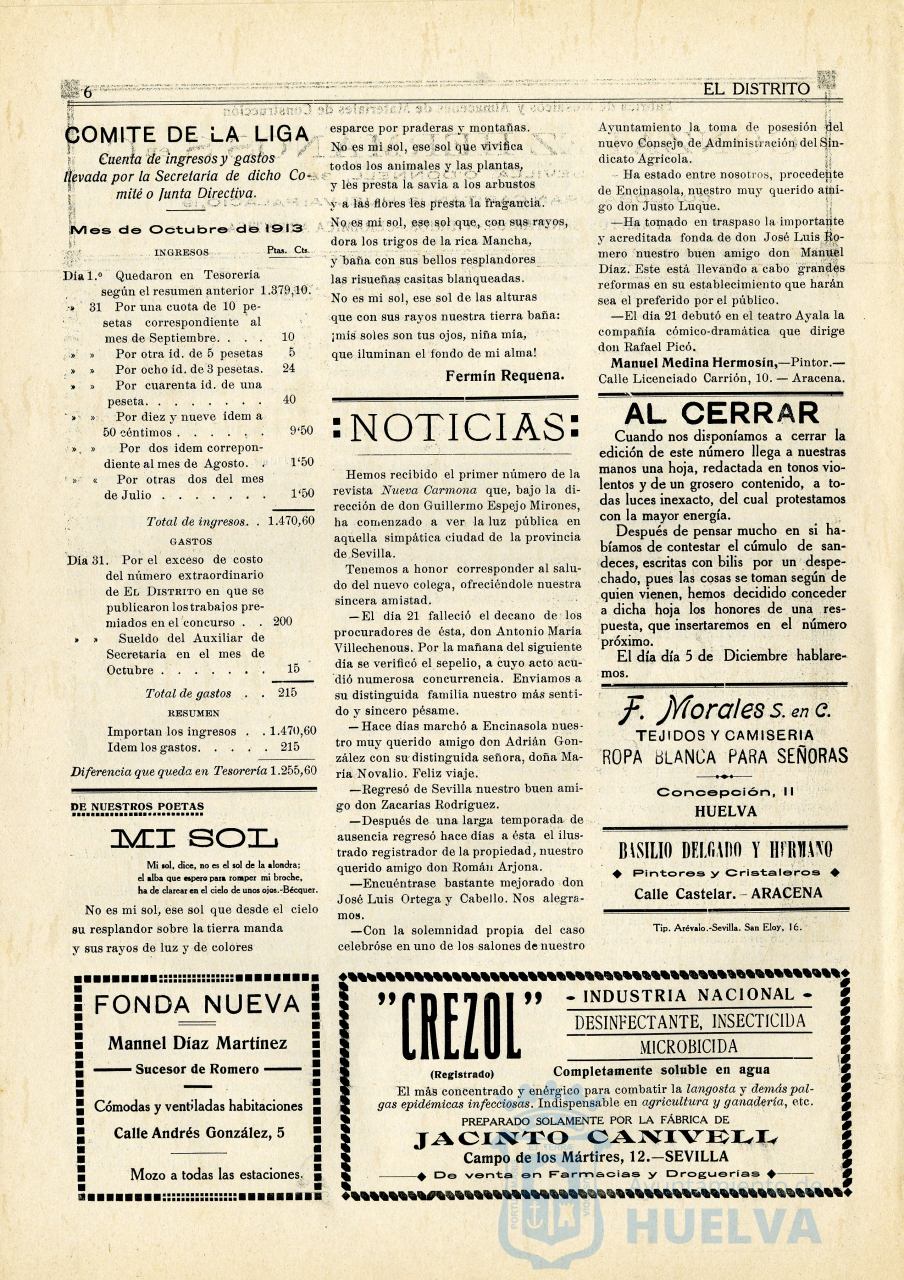 6
EL DISTRITO
COMITE DE LA LIGA
Cuenta de ingresos y gastos
llevada por la Secretaria de dicho Co-
mité o Junta Directiva.
Mes de Octubre de 1913
INGRESOS Ptas. Cts.
Día 1.º Quedaron en Tesorería
según el resumen anterior 1.379,10.
» 31 Por una cuota de 10 pe-
setas correspondiente al
mes de Septiembre. . . . 10
» » Por otra id. de 5 pesetas 5
» » Por ocho id. de 3 pesetas. 24
» » Por cuarenta id. de una
peseta. . . . . . . . 40
» » Por diez y nueve idem a
50 céntimos . . . . . . 9'50
» » Por dos idem correpon-
diente al mes de Agosto. . 1'50
» « Por otras dos del mes
de Julio . . . . . . . 1'50
Total de ingresos. . 1.470,60
GASTOS
Día 31. Por el exceso de costo
del número extraordinario
de EL DISTRITO en que se
publicaron los trabajos pre-
miados en el concurso . . 200
» » Sueldo del Auxiliar de
Secretaria en el mes de
Octubre . . . . . . . 15
Total de gastos . . 215
RESUMEN
Importan los ingresos . . 1.470,60
Idem los gastos. . . . . 215
Diferencia que queda en Tesorería 1.255,60
DE NUESTROS POETAS
MI SOL
Mi sol, dice, no es el sol de la alondra;
el alba que espero para romper mi broche,
ha de clarear en el cielo de unos ojos.-Bécquer.
No es mi sol, ese sol que desde el cielo
su resplandor sobre la tierra manda
y sus rayos de luz y de colores
esparce por praderas y montañas.
No es mi sol, ese sol que vivifica
todos los animales y las plantas,
y les presta la savia a los arbustos
y a las flores les presta la fragancia.
No es mi sol, ese sol que, con sus rayos,
dora los trigos de la rica Mancha,
y baña con sus bellos resplandores
las risueñas casitas blanqueadas.
No es mi sol, ese sol de las alturas
que con sus rayos nuestra tierra baña:
¡mis soles son tus ojos, niña mia,
que iluminan el fondo de mi alma!
Fermín Requena.
:NOTICIAS:
Hemos recibido el primer número de la
revista Nueva Carmona que, bajo la di-
rección de don Guillermo Espejo Mirones,
ha comenzado a ver la luz pública en
aquella simpática ciudad de la provincia
de Sevilla.
Tenemos a honor corresponder al salu-
do del nuevo colega, ofreciéndole nuestra
sincera amistad.
—El dia 21 falleció el decano de los
procuradores de ésta, don Antonio María
Villechenous. Por la mañana del siguiente
dia se verificó el sepelio, a cuyo acto acu-
dió numerosa concurrencia. Enviamos a
su distinguida familia nuestro más senti-
do y sincero pésame.
—Hace días marchó a Encinasola nues-
tro muy querido amigo don Adrián Gon-
zález con su distinguida señora, doña Ma-
ría Novalio. Feliz viaje.
—Regresó de Sevilla nuestro buen ami-
go don Zacarías Rodriguez.
—Después de una larga temporada de
ausencia regresó hace dias a ésta el ilus-
trado registrador de la propiedad, nuestro
querido amigo don Román Arjona.
—Encuéntrase bastante mejorado don
José Luis Ortega y Cabello. Nos alegra-
mos.
—Con la solemnidad propia del caso
celebróse en uno de los salones de nuestro
Ayuntamiento la toma de posesión del
nuevo Consejo de Administración del Sin-
dicato Agrícola.
- Ha estado entre nosotros, procedente
de Encinasola, nuestro muy querido ami-
go don Justo Luque.
—Ha tomado en traspaso la importante
y acreditada fonda de don José Luis Ro-
mero nuestro buen amigo don Manuel
Diaz. Este está llevando a cabo grandes
reformas en su establecimiento que harán
sea el preferido por el público.
—El dia 21 debutó en el teatro Ayala la
compañía cómico-dramática que dirige
don Rafael Picó.
Manuel Medina Hermosín,—Pintor.—
Calle Licenciado Carrión, 10. — Aracena.
AL CERRAR
Cuando nos disponíamos a cerrar la
edición de este número llega a nuestras
manos una hoja, redactada en tonos vio-
lentos y de un grosero contenido, a to-
das luces inexacto, del cual protestamos
con la mayor energía.
Después de pensar mucho en si ha-
bíamos de contestar el cúmulo de san-
deces, escritas con bilis por un despe-
chado, pues las cosas se toman según de
quien vienen, hemos decidido conceder
a dicha hoja los honores de una res-
puesta, que insertaremos en el número
próximo.
El día día 5 de Diciembre hablare-
mos.
F. Morales S. en C.
TEJIDOS Y CAMISERIA
ROPA BLANCA PARA SEÑORAS
Concepción, 11
HUELVA
BASILIO DELGADO Y HERMANO
Pintores y Cristaleros
Calle Castelar. - ARACENA
Tip. Arévalo.-Sevilla. San Eloy, 16.
FONDA NUEVA
Mannel Díaz Martínez
Sucesor de Romero
Cómodas y ventiladas habitaciones
Calle Andrés González, 5
Mozo a todas las estaciones.
"CREZOL"
(Registrado)
- INDUSTRIA NACIONAL -
DESINFECTANTE, INSECTICIDA
MICROBICIDA
Completamente soluble en agua
El más concentrado y enérgico para combatir la langosta y demás pal-
gas epidémicas infecciosas. Indispensable en agricultura y ganadería, etc.
PREPARADO SOLAMENTE POR LA FÁBRICA DE
JACINTO CANIVELL
Campo de los Mártires, 12.—SEVILLA
De venta en Farmacias y Droguerías
Ayuntamiento de
HUELVA